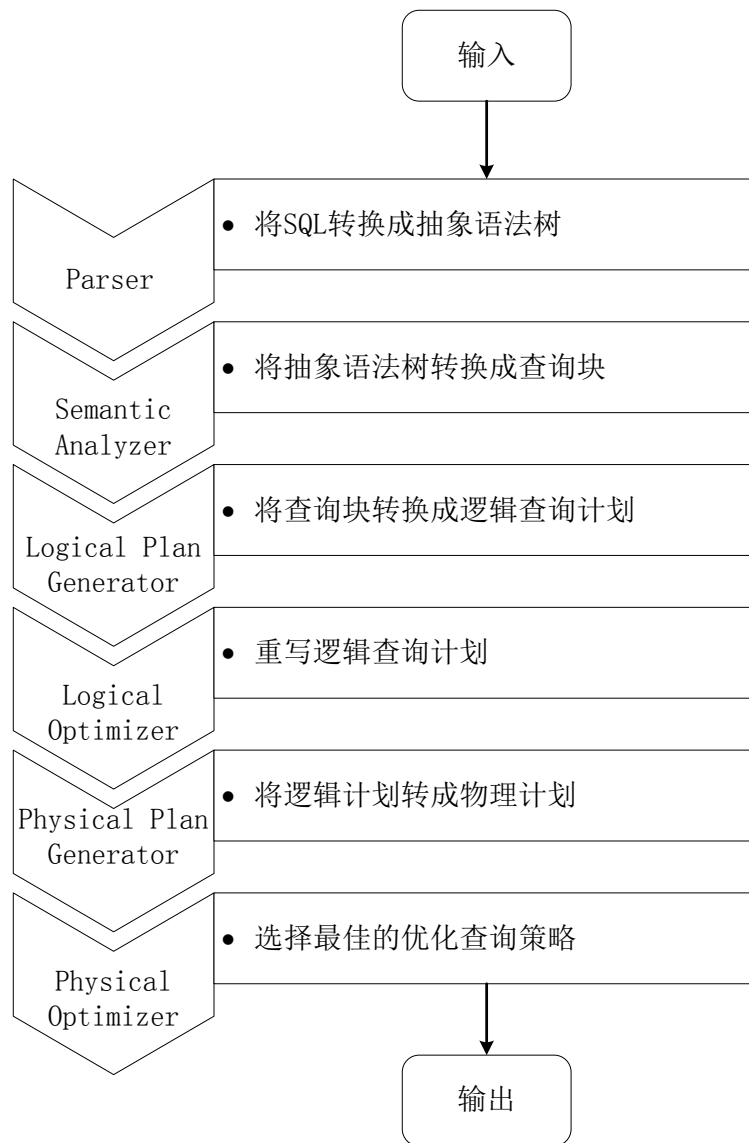 输入
• 将SQL转换成抽象语法树
Parser
• 将抽象语法树转换成查询块
Semantic
Analyzer
• 将查询块转换成逻辑查询计划
Logical Plan
Generator
• 重写逻辑查询计划
Logical
Optimizer
• 将逻辑计划转成物理计划
Physical Plan
Generator
• 选择最佳的优化查询策略
Physical
Optimizer
输出